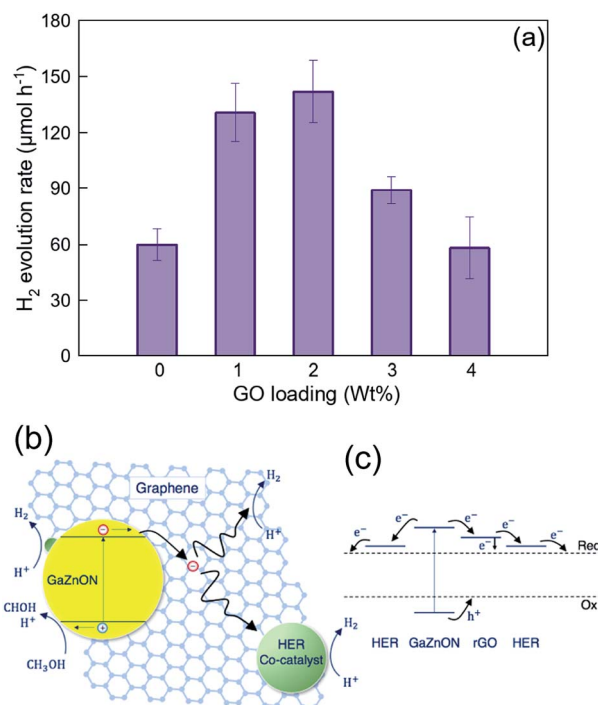 (a)
H₂ evolution rate (μmol h⁻¹)
180
150
120
90
60
30
0
0 1 2 3 4
GO loading (Wt%)
(b)
Graphene
H₂
H⁺
H₂
H⁺
GaZnON
−
+
−
CHOH
H⁺
CH₃OH
HER
Co-catalyst
H₂
H⁺
(c)
e⁻ e⁻ e⁻ e⁻ e⁻ e⁻
Red
Ox
h⁺
HER GaZnON rGO HER